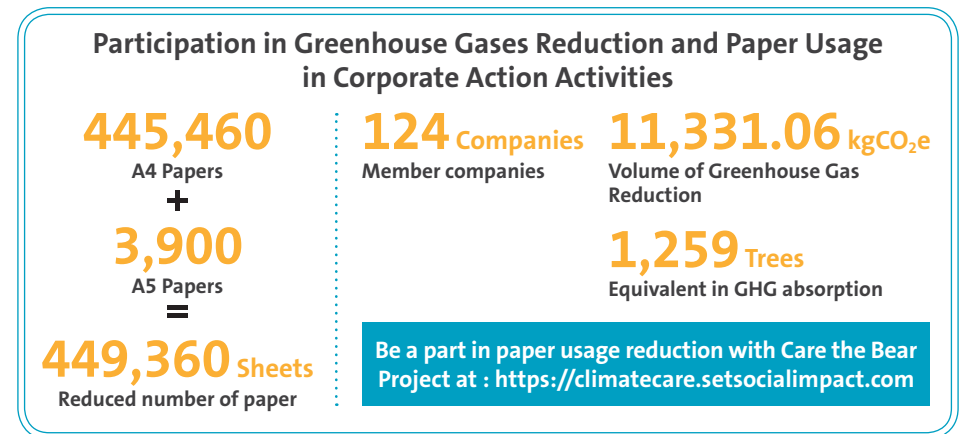 Participation in Greenhouse Gases Reduction and Paper Usage
in Corporate Action Activities
445,460
A4 Papers
+
3,900
A5 Papers
=
449,360 Sheets
Reduced number of paper
124 Companies
Member companies
11,331.06 kgCO₂e
Volume of Greenhouse Gas
Reduction
1,259 Trees
Equivalent in GHG absorption
Be a part in paper usage reduction with Care the Bear
Project at : https://climatecare.setsocialimpact.com